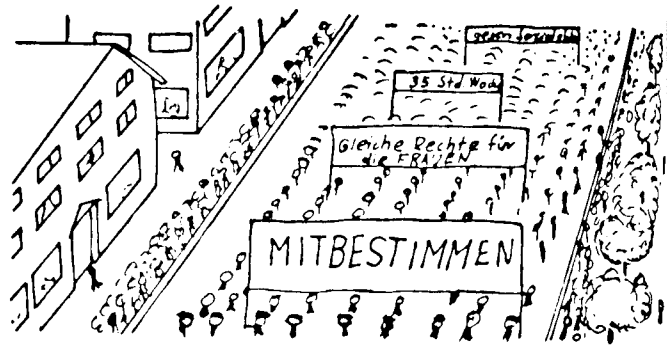 gegen
35 Std Woche
Gleiche Rechte für
die FRAUEN
MITBESTIMMEN